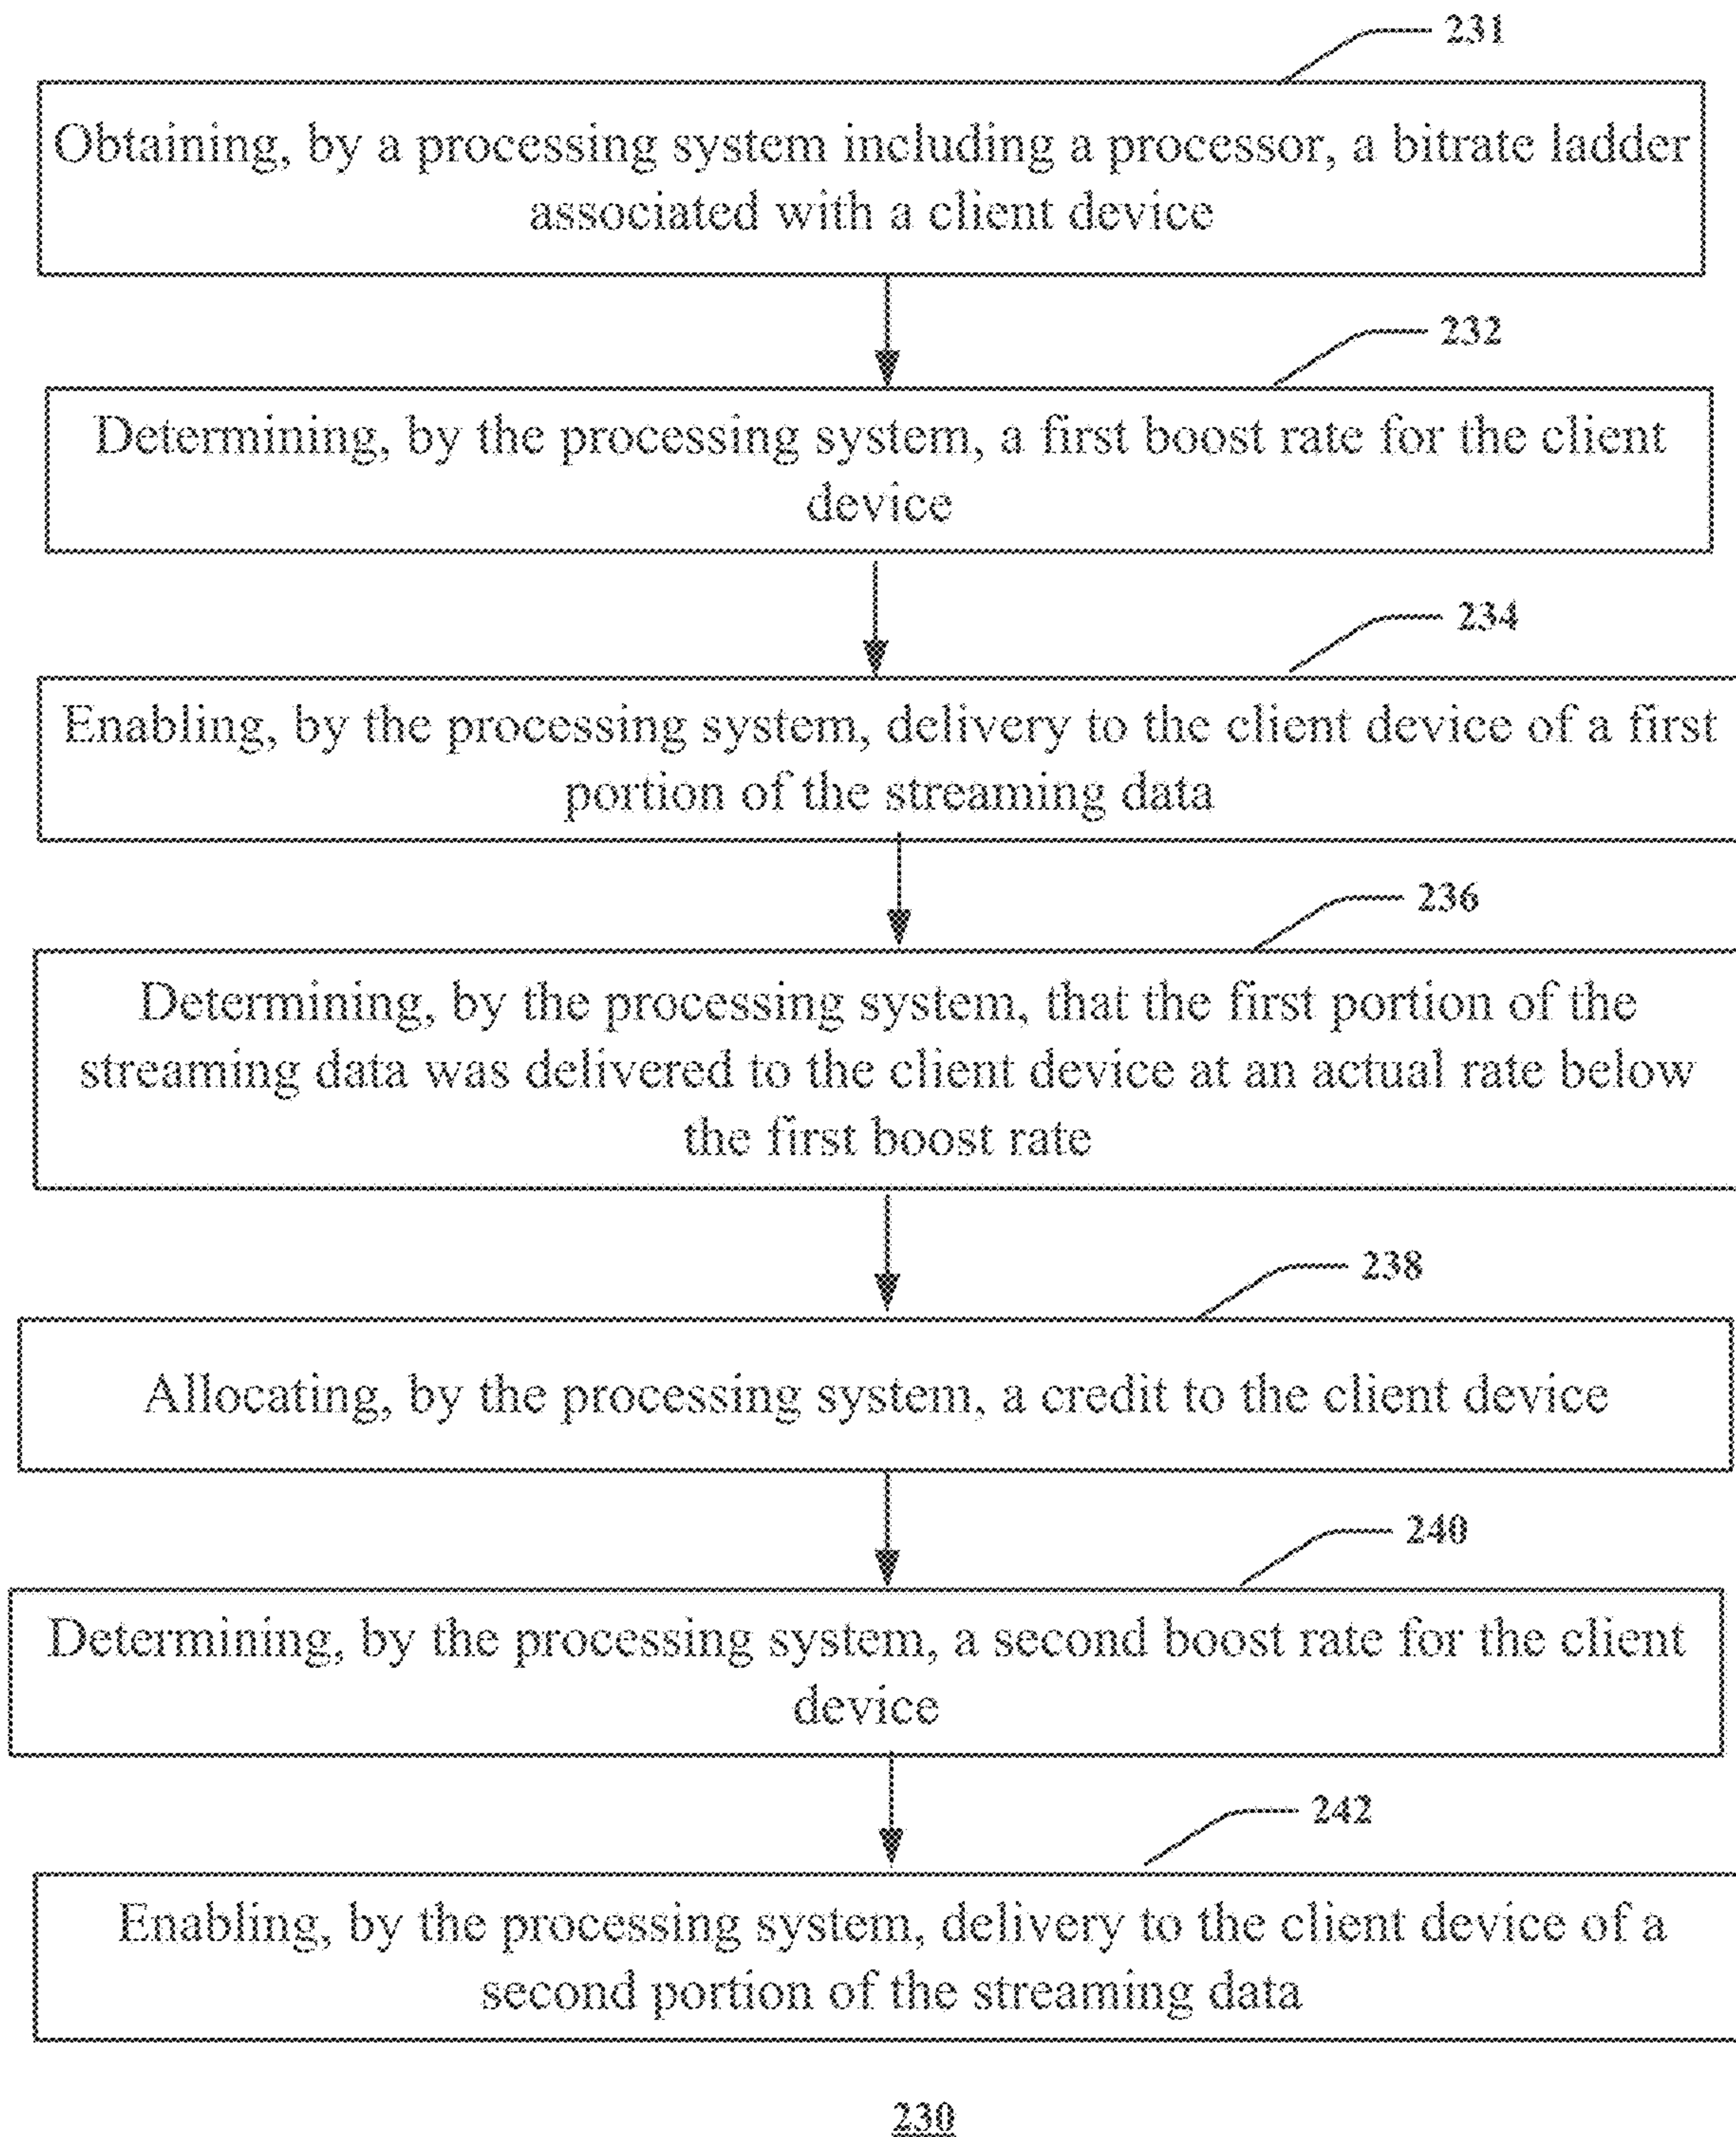 231
Obtaining, by a processing system including a processor, a bitrate ladder
associated with a client device
232
Determining, by the processing system, a first boost rate for the client
device
234
Enabling, by the processing system, delivery to the client device of a first
portion of the streaming data
236
Determining, by the processing system, that the first portion of the
streaming data was delivered to the client device at an actual rate below
the first boost rate
238
Allocating, by the processing system, a credit to the client device
240
Determining, by the processing system, a second boost rate for the client
device
242
Enabling, by the processing system, delivery to the client device of a
second portion of the streaming data
230